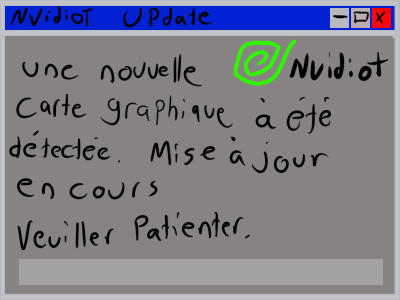 NVidioT UPdate
une nouvelle Nvidiot
Carte graphique à été
détectée. Mise à jour
en cours
Veuiller Patienter.